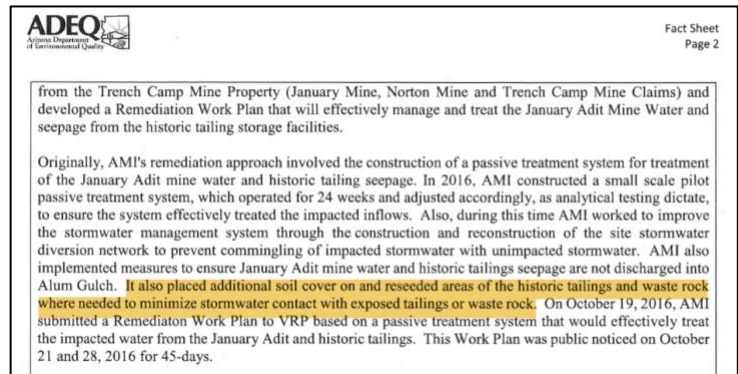 ADEQ
Arizona Department
of Environmental Quality
Fact Sheet
Page 2
from the Trench Camp Mine Property (January Mine, Norton Mine and Trench Camp Mine Claims) and
developed a Remediation Work Plan that will effectively manage and treat the January Adit Mine Water and
seepage from the historic tailing storage facilities.
Originally, AMI's remediation approach involved the construction of a passive treatment system for treatment
of the January Adit mine water and historic tailing seepage. In 2016, AMI constructed a small scale pilot
passive treatment system, which operated for 24 weeks and adjusted accordingly, as analytical testing dictate,
to ensure the system effectively treated the impacted inflows. Also, during this time AMI worked to improve
the stormwater management system through the construction and reconstruction of the site stormwater
diversion network to prevent commingling of impacted stormwater with unimpacted stormwater. AMI also
implemented measures to ensure January Adit mine water and historic tailings seepage are not discharged into
Alum Gulch. It also placed additional soil cover on and reseeded areas of the historic tailings and waste rock
where needed to minimize stormwater contact with exposed tailings or waste rock. On October 19, 2016, AMI
submitted a Remediaton Work Plan to VRP based on a passive treatment system that would effectively treat
the impacted water from the January Adit and historic tailings. This Work Plan was public noticed on October
21 and 28, 2016 for 45-days.